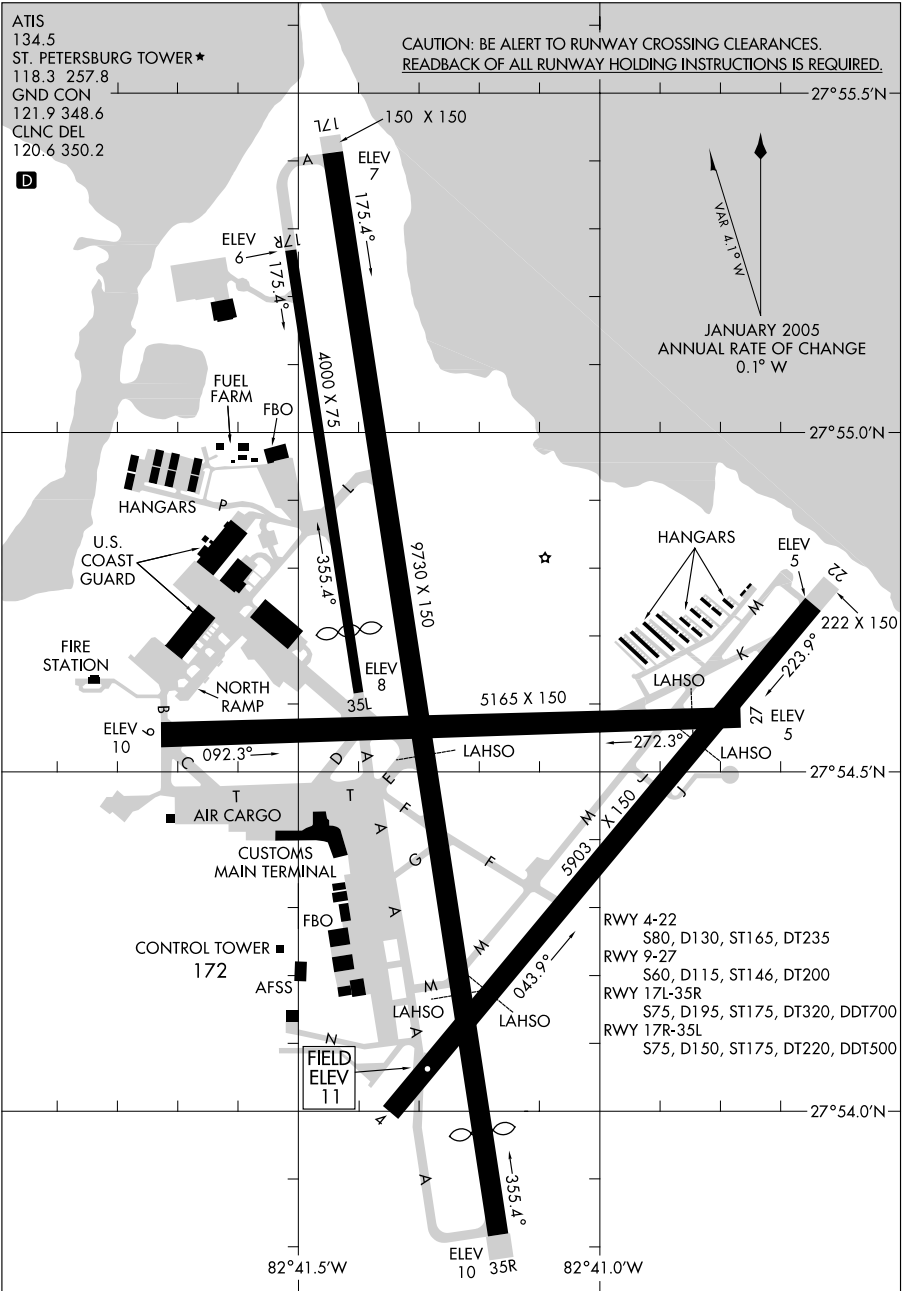 ATIS
134.5
ST. PETERSBURG TOWER★
118.3 257.8
GND CON
121.9 348.6
CLNC DEL
120.6 350.2
D
CAUTION: BE ALERT TO RUNWAY CROSSING CLEARANCES.
READBACK OF ALL RUNWAY HOLDING INSTRUCTIONS IS REQUIRED.
27°55.5'N
17L
150 X 150
A
ELEV
7
175.4°
VAR 4.1° W
JANUARY 2005
ANNUAL RATE OF CHANGE
0.1° W
ELEV
6
17R
175.4°
4000 X 75
FUEL
FARM
FBO
27°55.0'N
HANGARS
P
L
U.S.
COAST
GUARD
355.4°
9730 X 150
HANGARS
ELEV
5
22
222 X 150
M
K
223.9°
FIRE
STATION
NORTH
RAMP
ELEV
8
35L
5165 X 150
LAHSO
B
ELEV
10
9
092.3°
272.3°
27
ELEV
5
LAHSO
LAHSO
27°54.5'N
C
D
A
E
F
T
T
AIR CARGO
J
J
M
CUSTOMS
MAIN TERMINAL
A
G
F
5903 X 150
FBO
A
CONTROL TOWER
172
AFSS
M
M
043.9°
LAHSO
LAHSO
RWY 4-22
S80, D130, ST165, DT235
RWY 9-27
S60, D115, ST146, DT200
RWY 17L-35R
S75, D195, ST175, DT320, DDT700
RWY 17R-35L
S75, D150, ST175, DT220, DDT500
N
A
FIELD
ELEV
11
4
27°54.0'N
A
355.4°
ELEV
10
35R
82°41.5'W
82°41.0'W